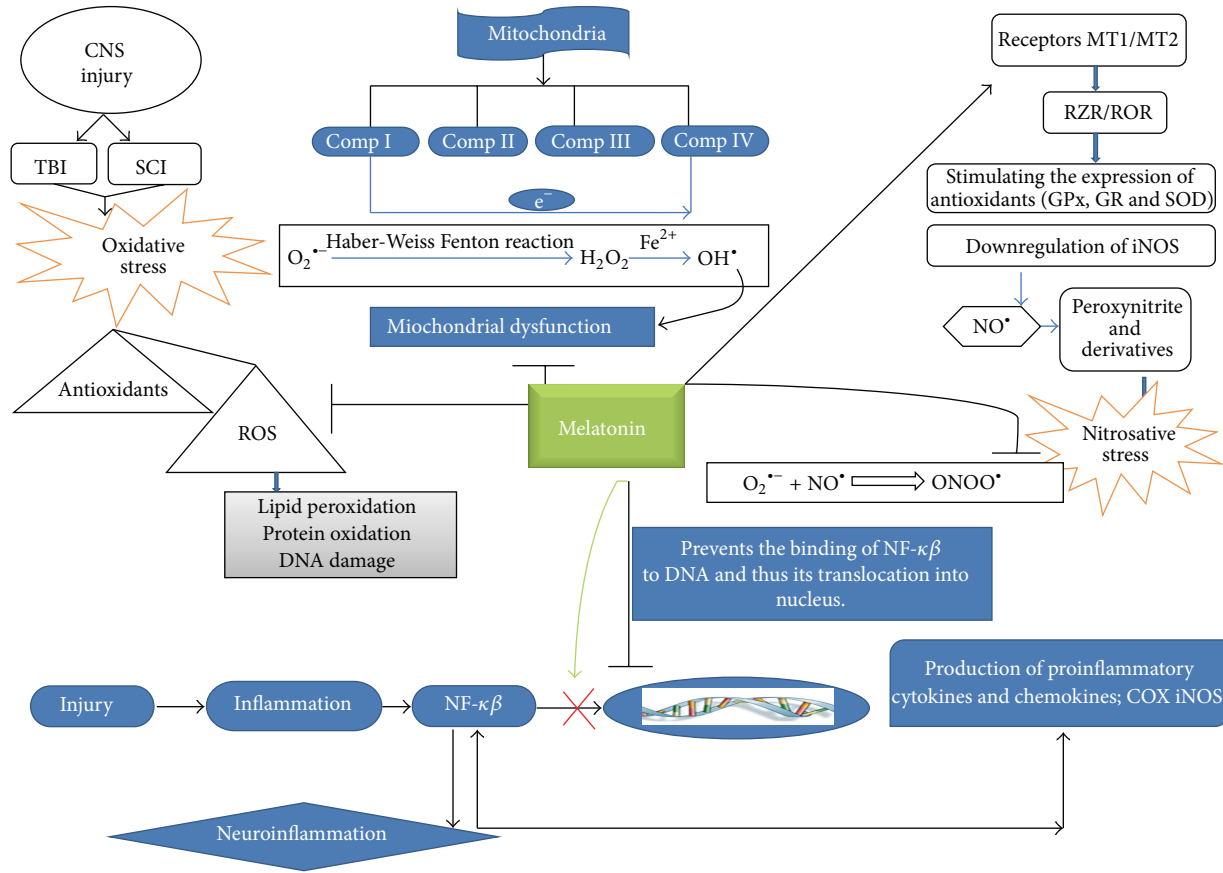 CNS
injury
TBI
SCI
Oxidative
stress
Antioxidants
ROS
Lipid peroxidation
Protein oxidation
DNA damage
Mitochondria
Comp I
Comp II
Comp III
Comp IV
e⁻
O₂•⁻ Haber-Weiss Fenton reaction H₂O₂ Fe²⁺ OH•
Miochondrial dysfunction
Melatonin
Receptors MT1/MT2
RZR/ROR
Stimulating the expression of
antioxidants (GPx, GR and SOD)
Downregulation of iNOS
NO•
Peroxynitrite
and
derivatives
Nitrosative
stress
O₂•⁻ + NO• ONOO•
Prevents the binding of NF-κβ
to DNA and thus its translocation into
nucleus.
Injury
Inflammation
NF-κβ
Production of proinflammatory
cytokines and chemokines; COX iNOS
Neuroinflammation